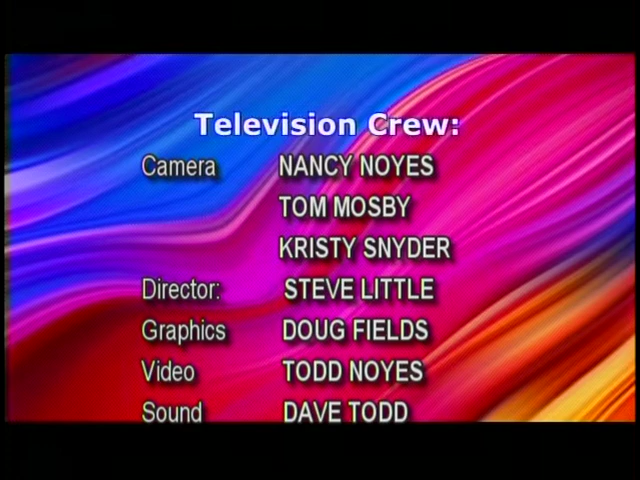 Television Crew:
Camera NANCY NOYES
TOM MOSBY
KRISTY SNYDER
Director: STEVE LITTLE
Graphics DOUG FIELDS
Video TODD NOYES
Sound DAVE TODD